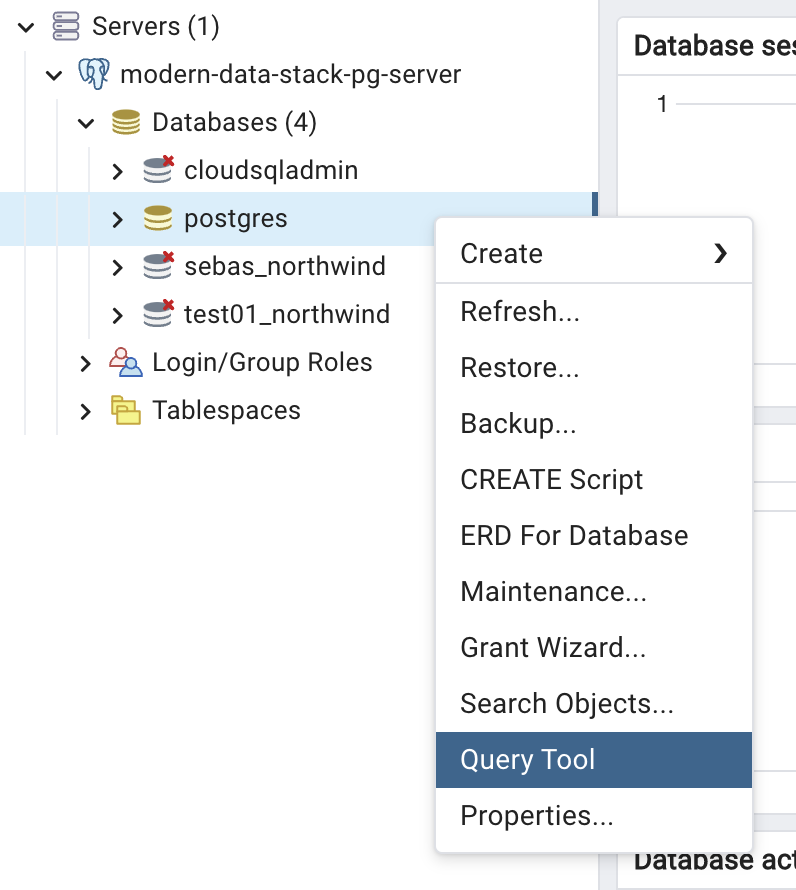 Servers (1)
modern-data-stack-pg-server
Databases (4)
cloudsqladmin
postgres
sebas_northwind
test01_northwind
Login/Group Roles
Tablespaces
Create
Refresh...
Restore...
Backup...
CREATE Script
ERD For Database
Maintenance...
Grant Wizard...
Search Objects...
Query Tool
Properties...
Database ses
1
Database act